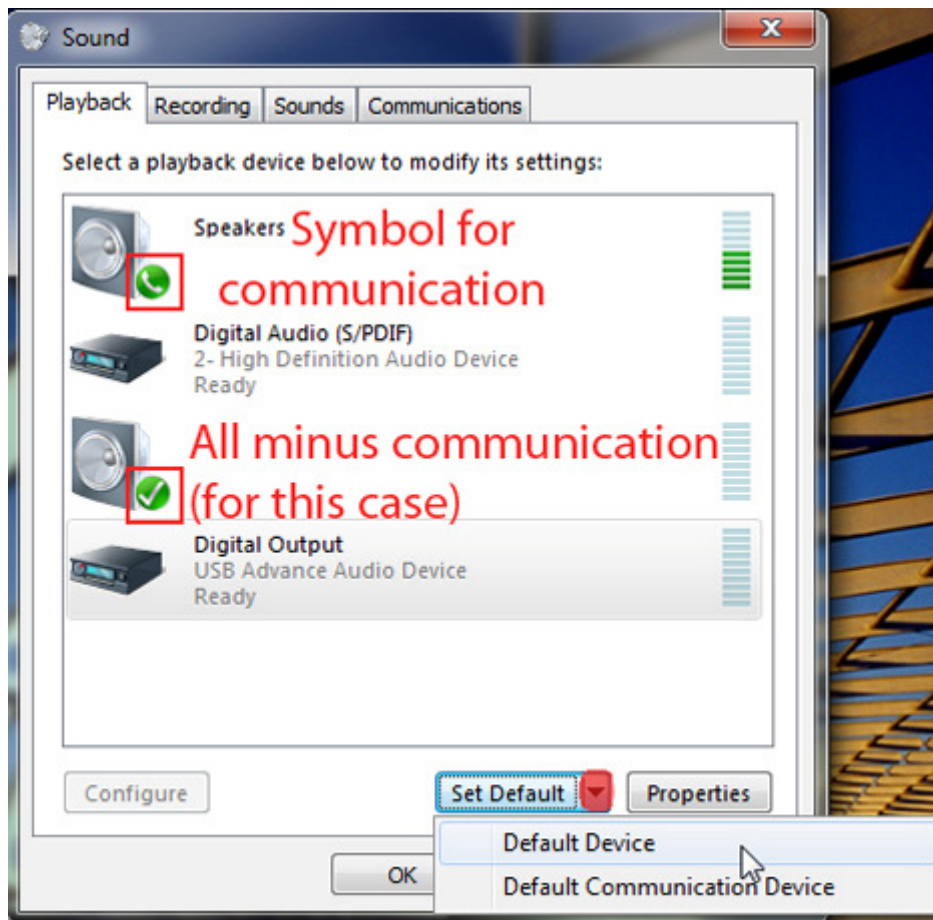 Sound
Playback Recording Sounds Communications
Select a playback device below to modify its settings:
Speakers Symbol for
communication
Digital Audio (S/PDIF)
2- High Definition Audio Device
Ready
All minus communication
(for this case)
Digital Output
USB Advance Audio Device
Ready
Configure Set Default Properties
Default Device
OK
Default Communication Device